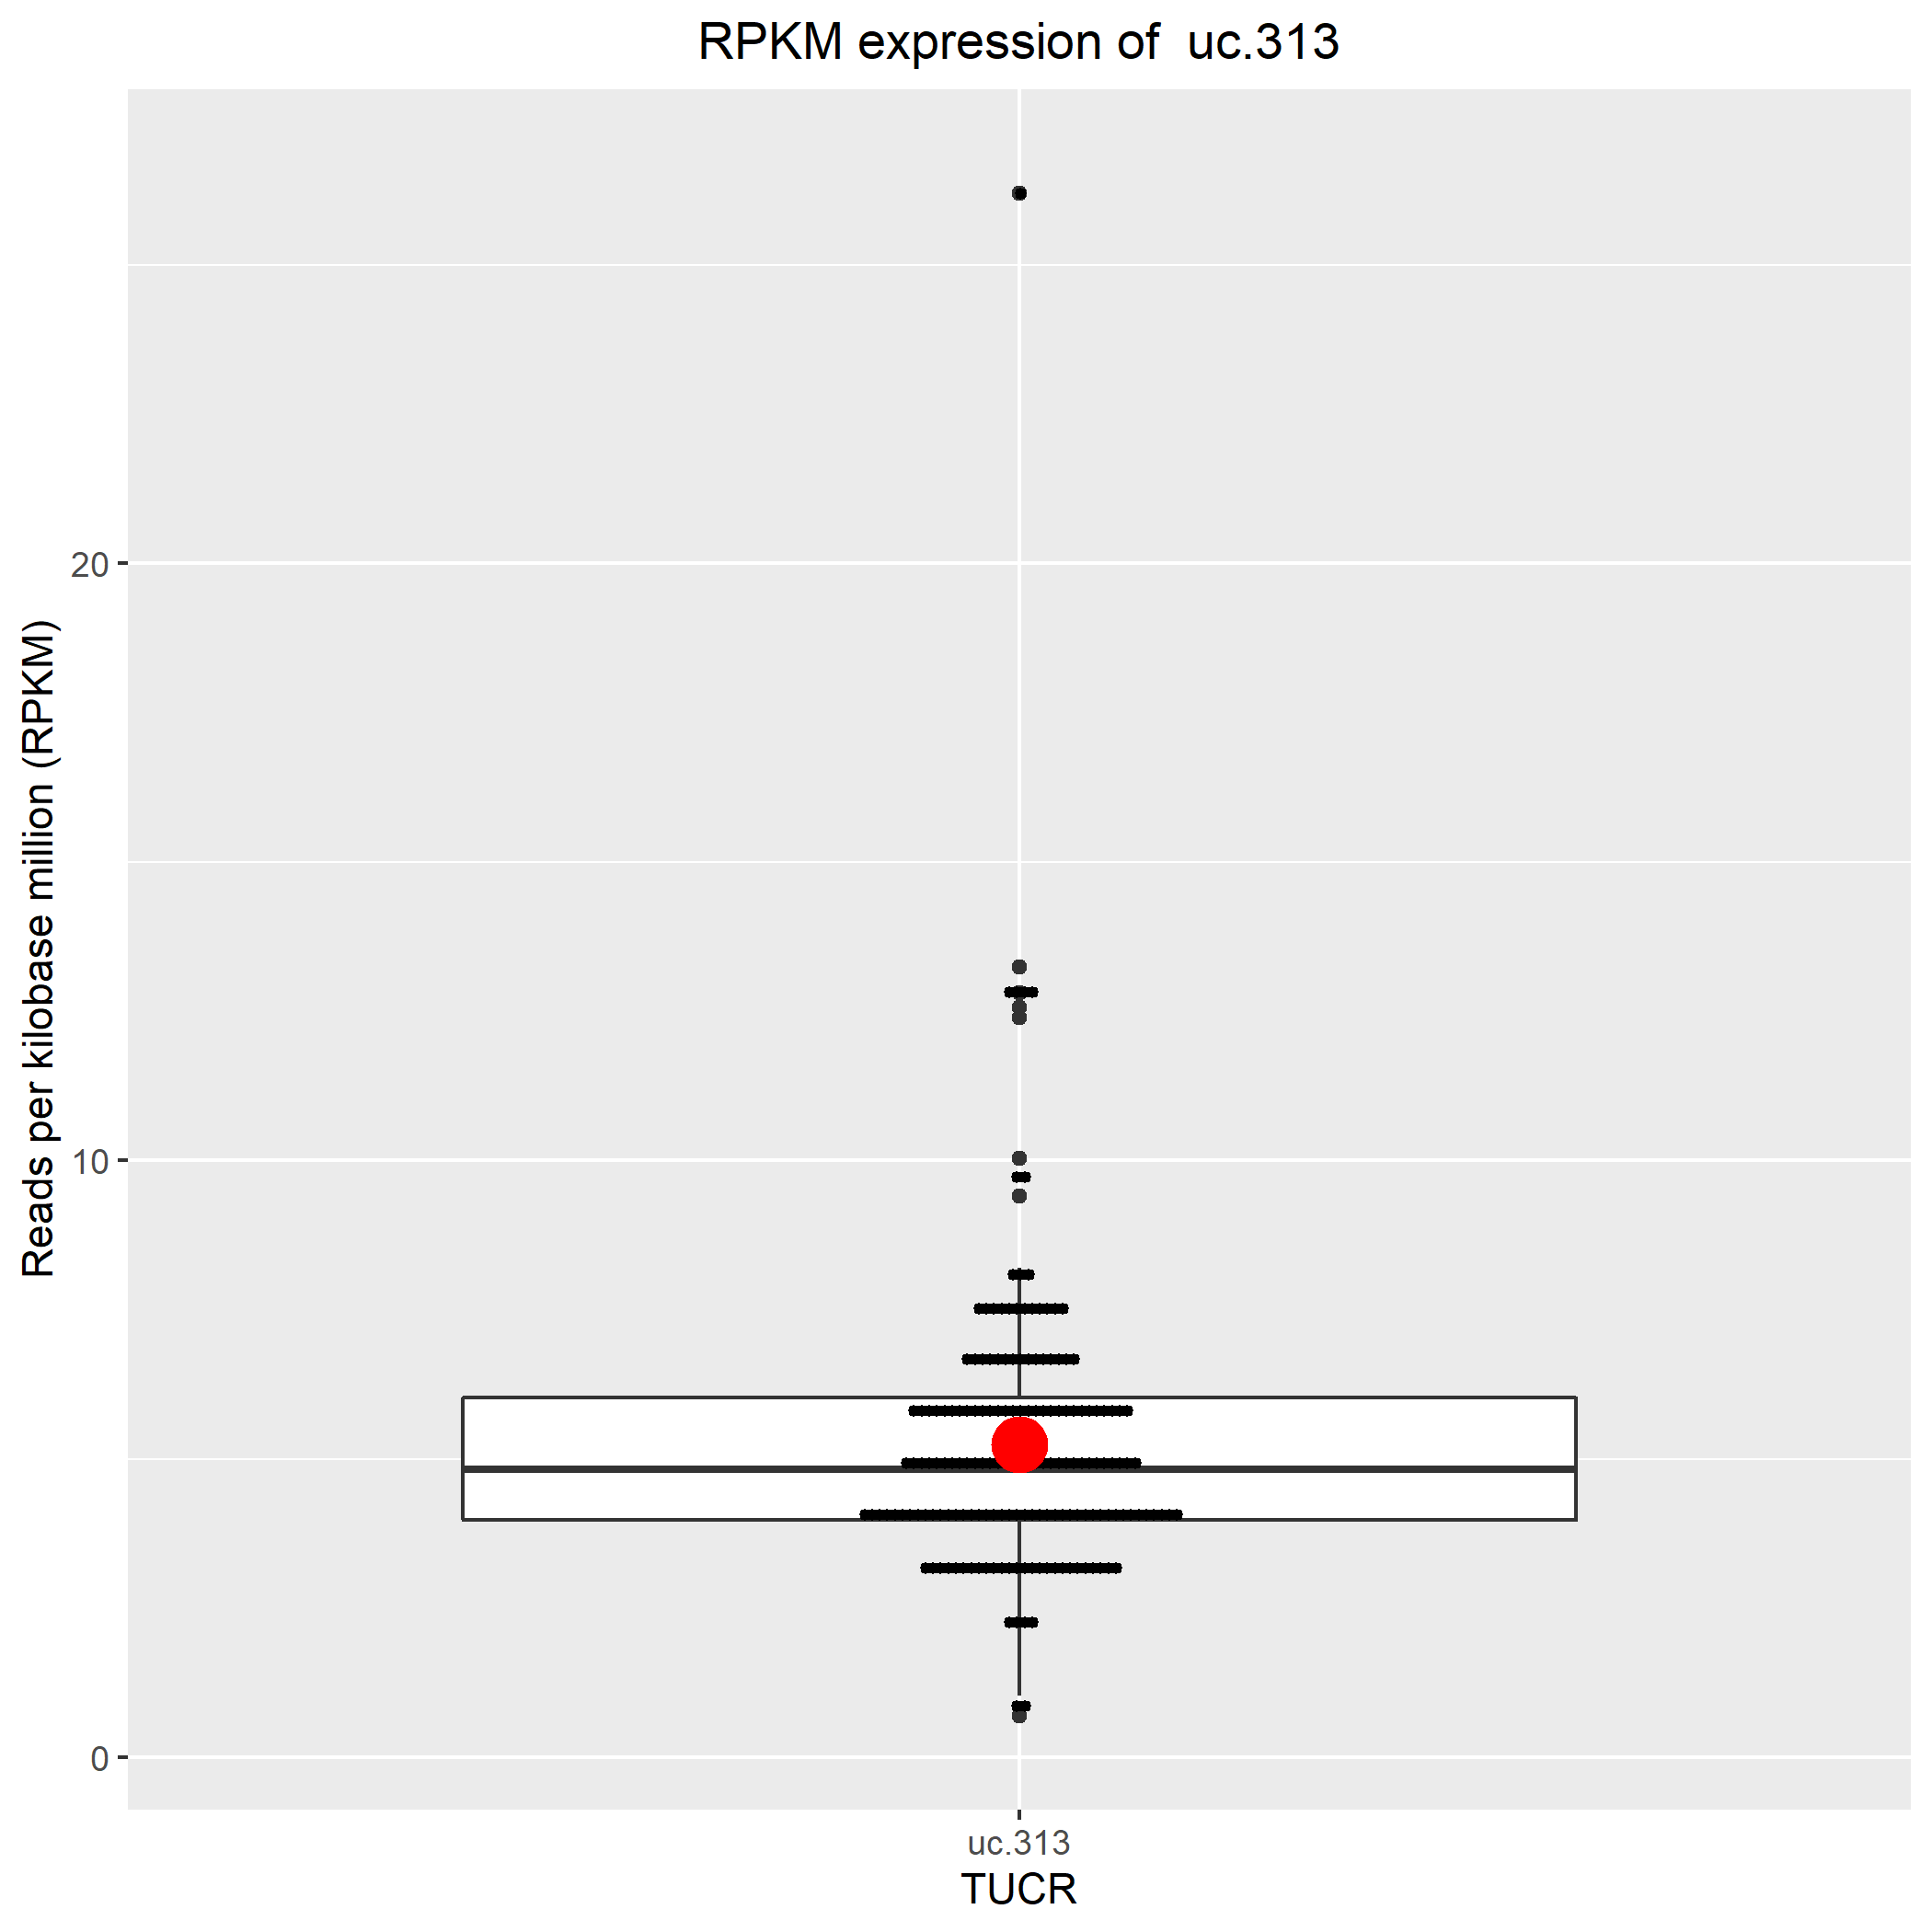 RPKM expression of  uc.313
Reads per kilobase million (RPKM)
20
10
0
uc.313
TUCR